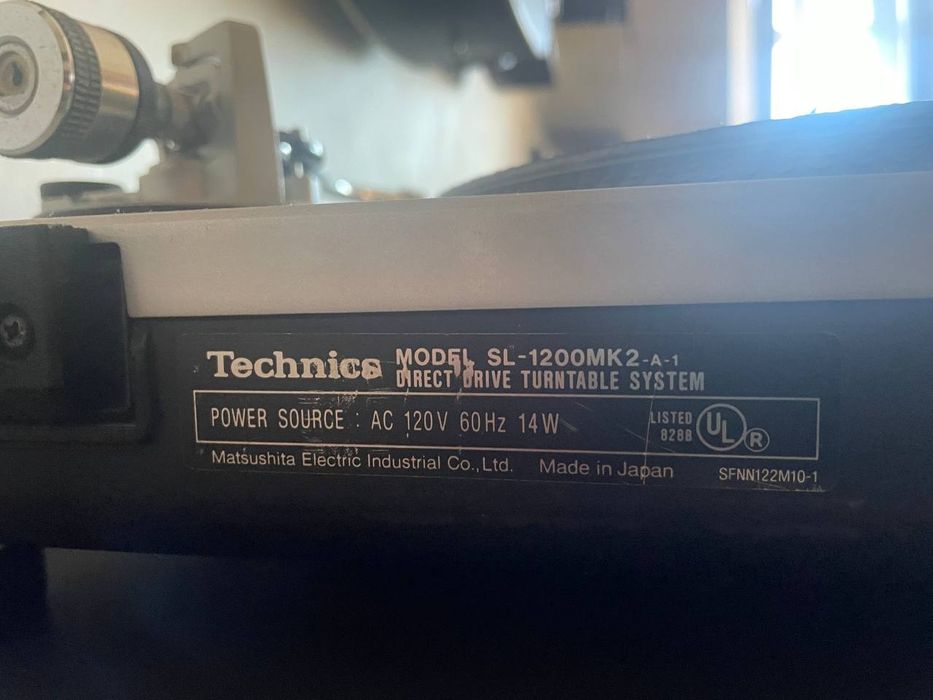 Technics MODEL SL-1200MK2-A-1
DIRECT DRIVE TURNTABLE SYSTEM
POWER SOURCE : AC 120V 60Hz 14W
LISTED
828B
UL ®
Matsushita Electric Industrial Co., Ltd. Made in Japan SFNN122M10-1